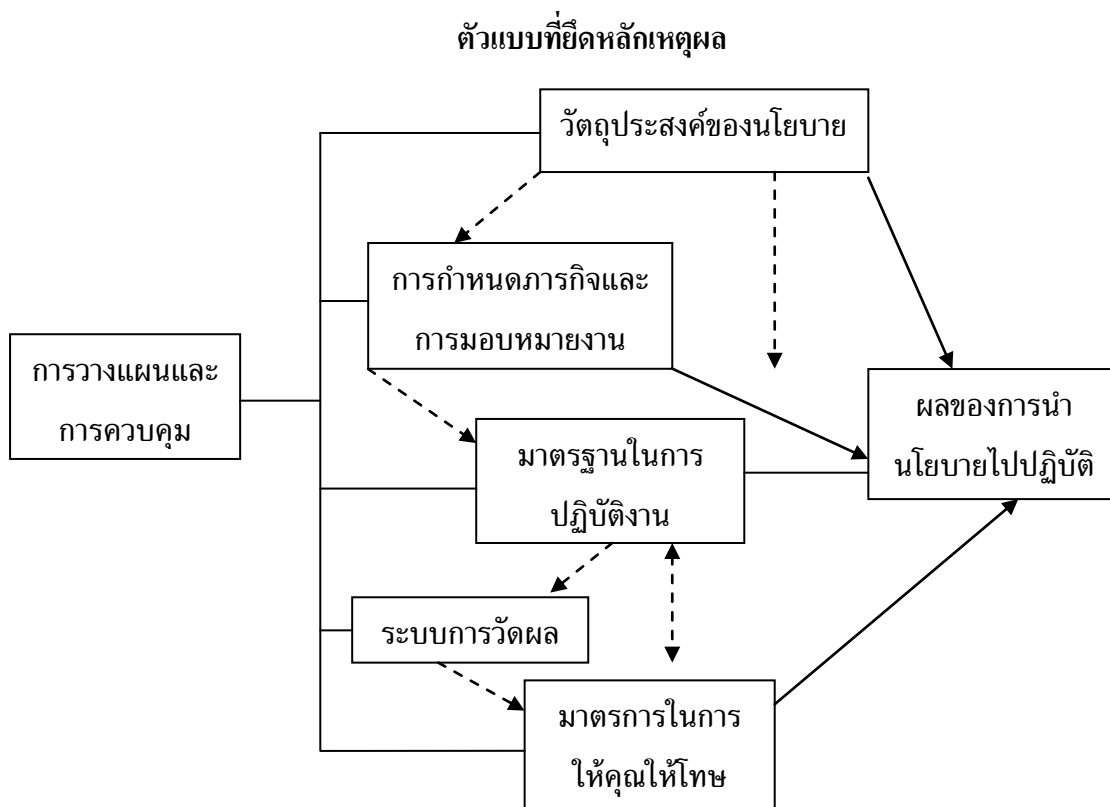 ตัวแบบที่ยึดหลักเหตุผล
วัตถุประสงค์ของนโยบาย
การกำหนดภารกิจและ
การมอบหมายงาน
การวางแผนและ
การควบคุม
ผลของการนำ
นโยบายไปปฏิบัติ
มาตรฐานในการ
ปฏิบัติงาน
ระบบการวัดผล
มาตรการในการ
ให้คุณให้โทษ